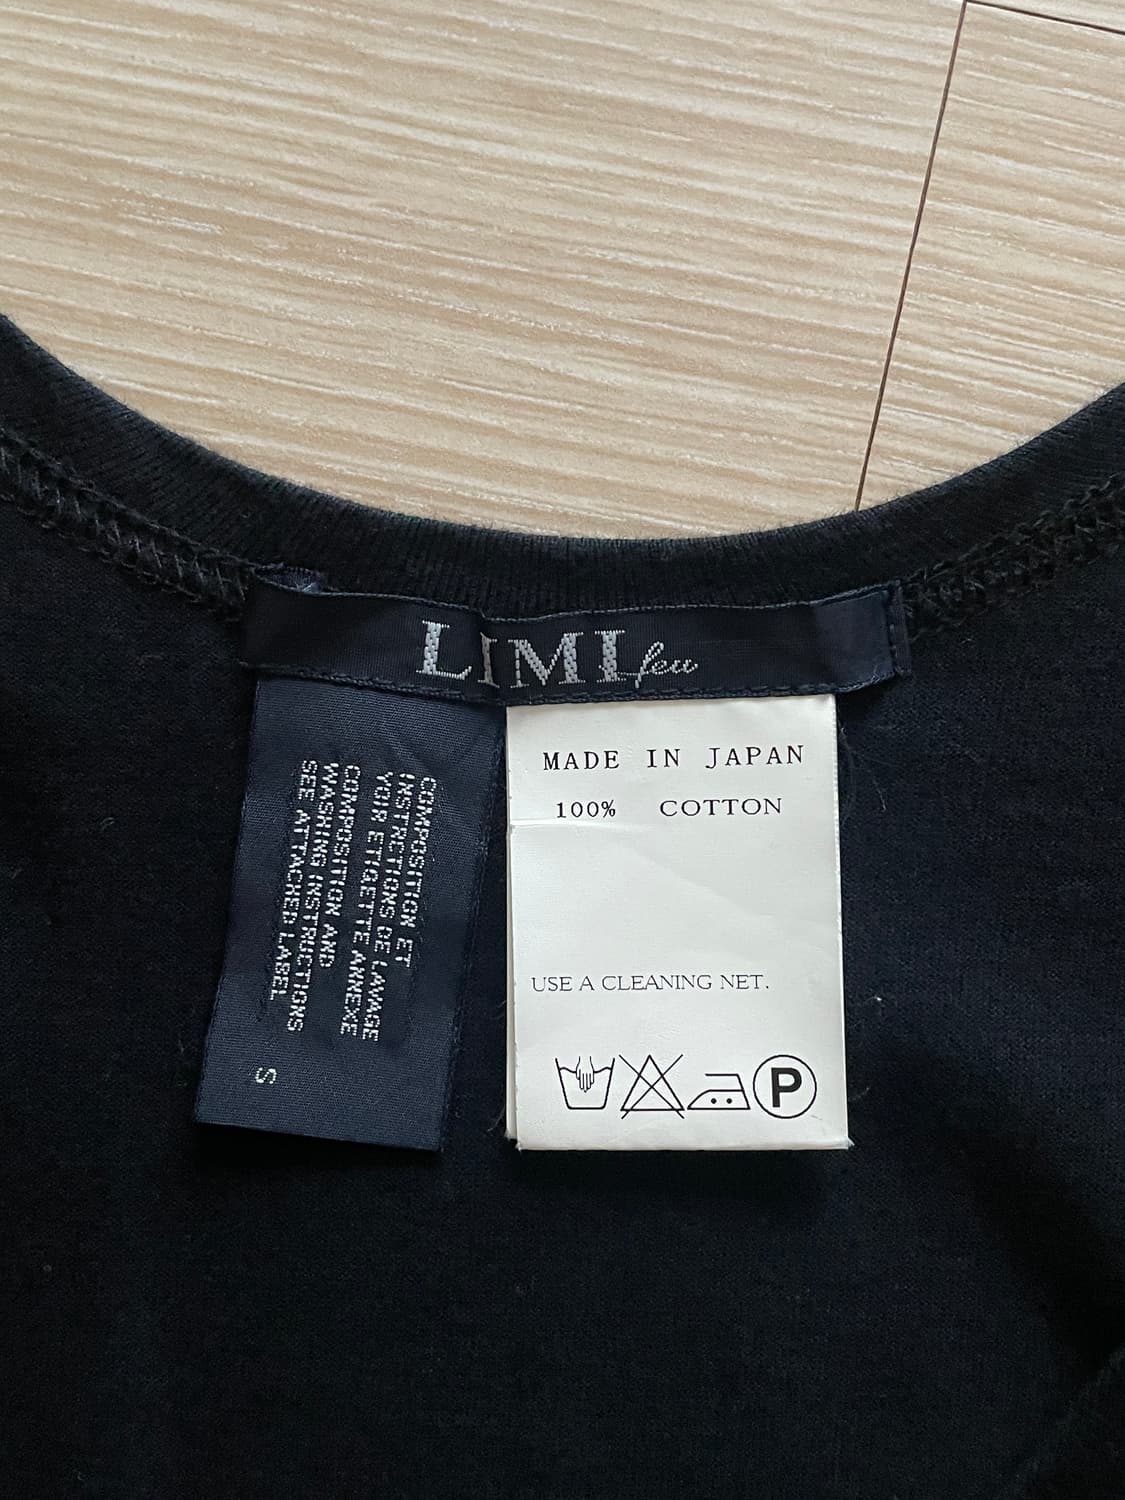 LIMI feu
COMPOSITION ET
INSTRUCTIONS DE LAVAGE
VOIR ETIQETTE ANNEXE
COMPOSITION AND
WASHING INSTRUCTIONS
SEE ATTACHED LABEL
S
MADE IN JAPAN
100% COTTON
USE A CLEANING NET.
P